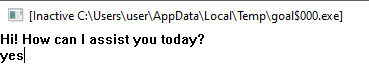 [Inactive C:\Users\user\AppData\Local\Temp\goal$000.exe]
Hi! How can I assist you today?
yes